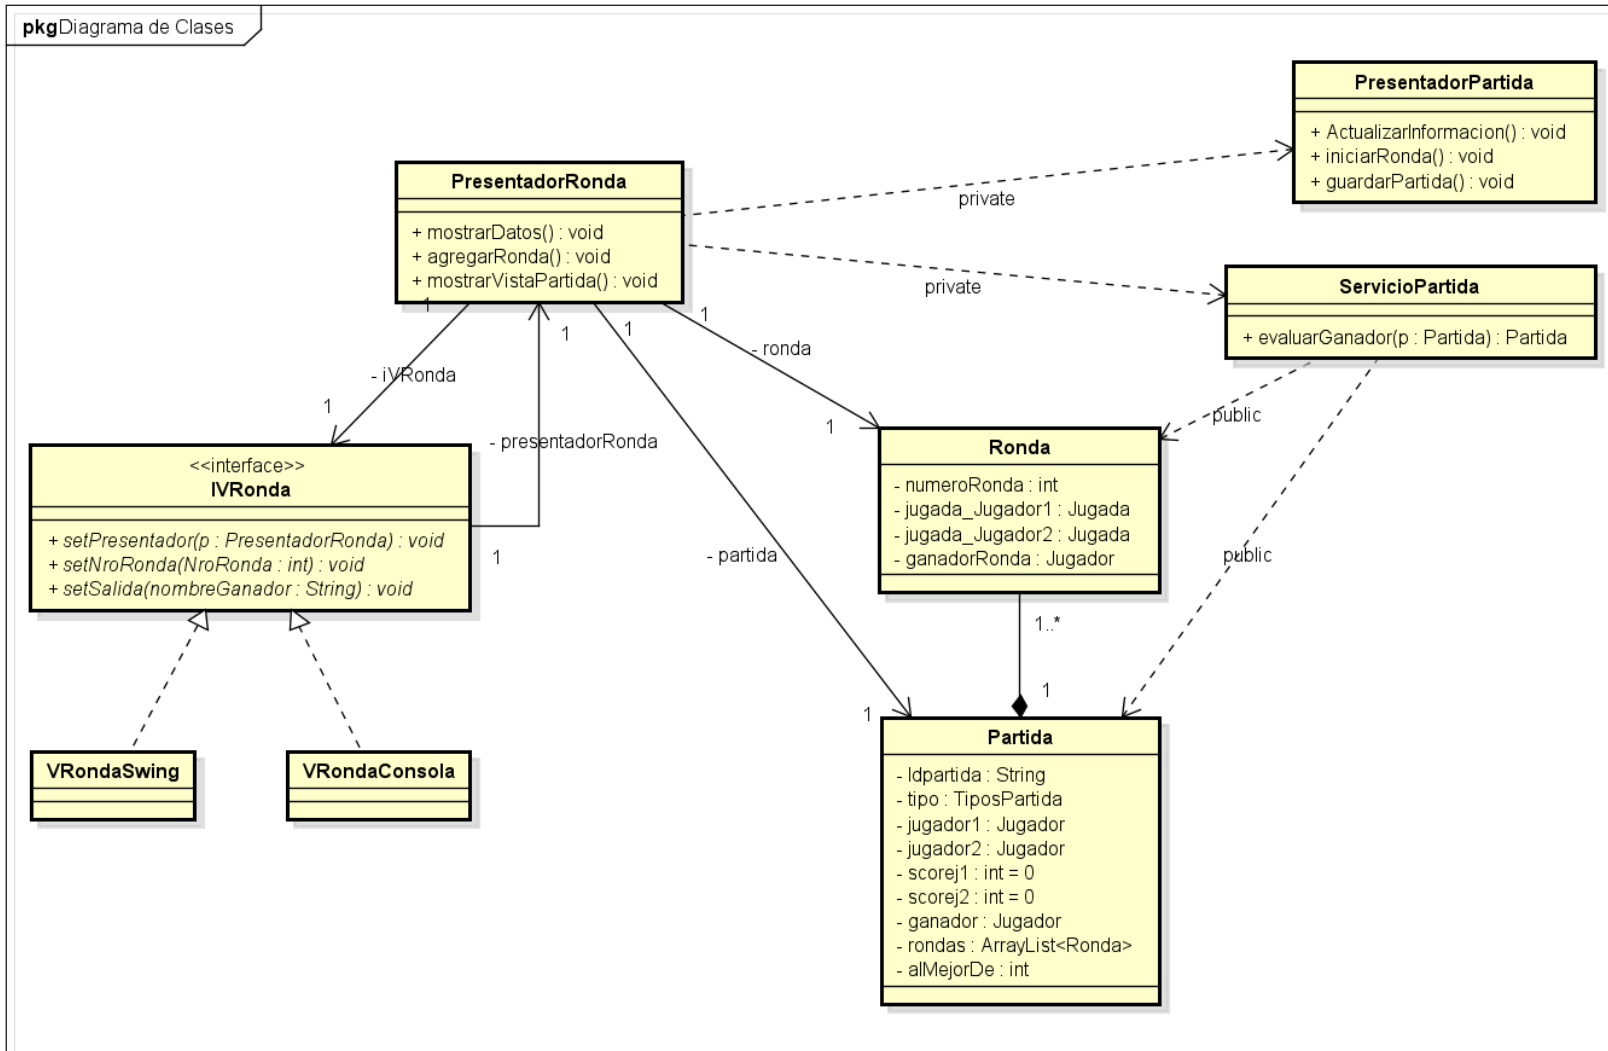 pkgDiagrama de Clases
PresentadorPartida
+ ActualizarInformacion() : void
+ iniciarRonda() : void
+ guardarPartida() : void
PresentadorRonda
+ mostrarDatos() : void
+ agregarRonda() : void
+ mostrarVistaPartida() : void
private
private
ServicioPartida
+ evaluarGanador(p : Partida) : Partida
1
1
1
1
- ronda
- iVRonda
1
1
public
- presentadorRonda
<<interface>>
IVRonda
+ setPresentador(p : PresentadorRonda) : void
+ setNroRonda(NroRonda : int) : void
+ setSalida(nombreGanador : String) : void
1
Ronda
- numeroRonda : int
- jugada_Jugador1 : Jugada
- jugada_Jugador2 : Jugada
- ganadorRonda : Jugador
- partida
public
1..*
1
1
VRondaSwing
VRondaConsola
Partida
- Idpartida : String
- tipo : TiposPartida
- jugador1 : Jugador
- jugador2 : Jugador
- scorej1 : int = 0
- scorej2 : int = 0
- ganador : Jugador
- rondas : ArrayList<Ronda>
- alMejorDe : int